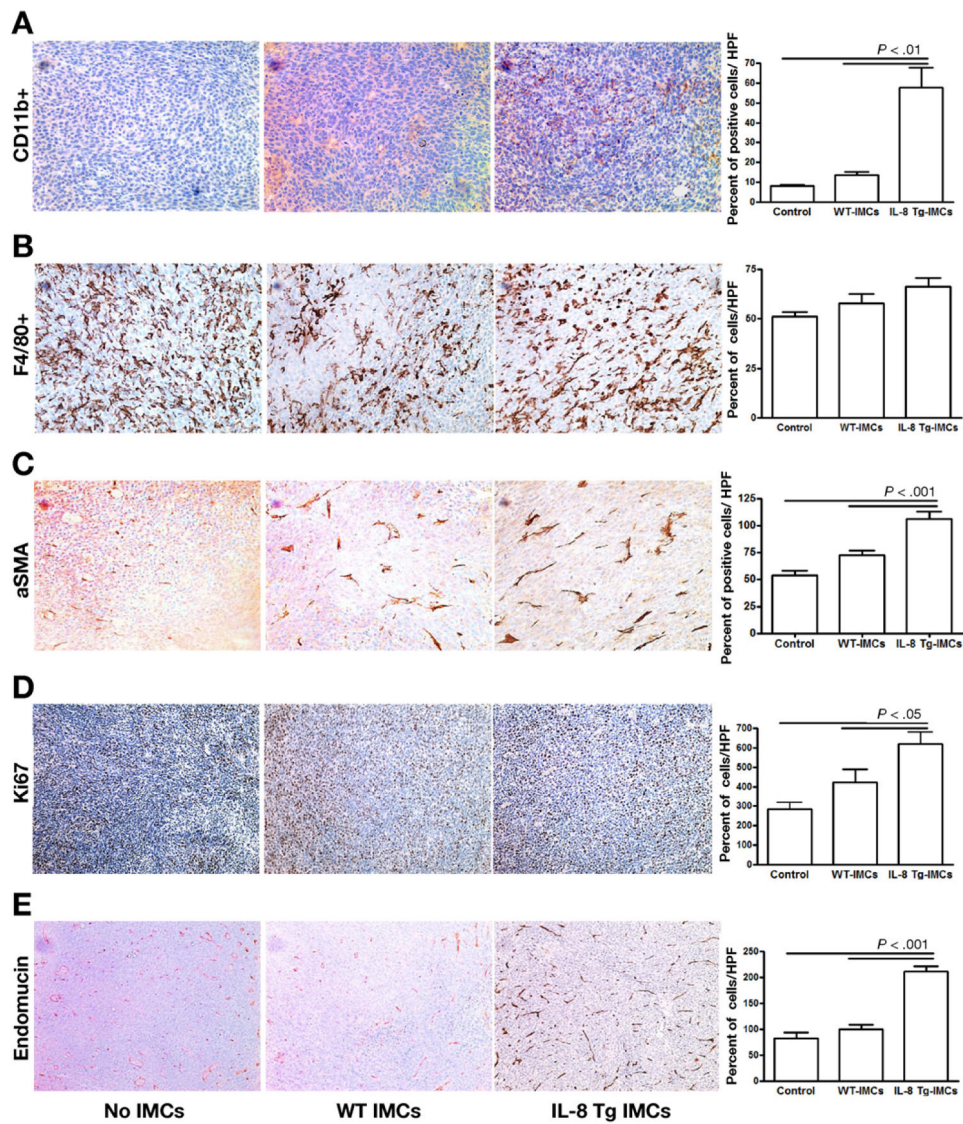 A
CD11b+
Percent of positive cells/ HPF
P < .01
70
60
50
40
30
20
10
0
Control WT-IMCs IL-8 Tg-IMCs
B
F4/80+
Percent of cells/HPF
75
50
25
0
Control WT-IMCs IL-8 Tg-IMCs
C
aSMA
Percent of positive cells/ HPF
P < .001
125
100
75
50
25
0
Control WT-IMCs IL-8 Tg-IMCs
D
Ki67
Percent of cells/HPF
P < .05
700
600
500
400
300
200
100
0
Control WT-IMCs IL-8 Tg-IMCs
E
Endomucin
Percent of cells/HPF
P < .001
250
200
150
100
50
0
Control WT-IMCs IL-8 Tg-IMCs
No IMCs WT IMCs IL-8 Tg IMCs